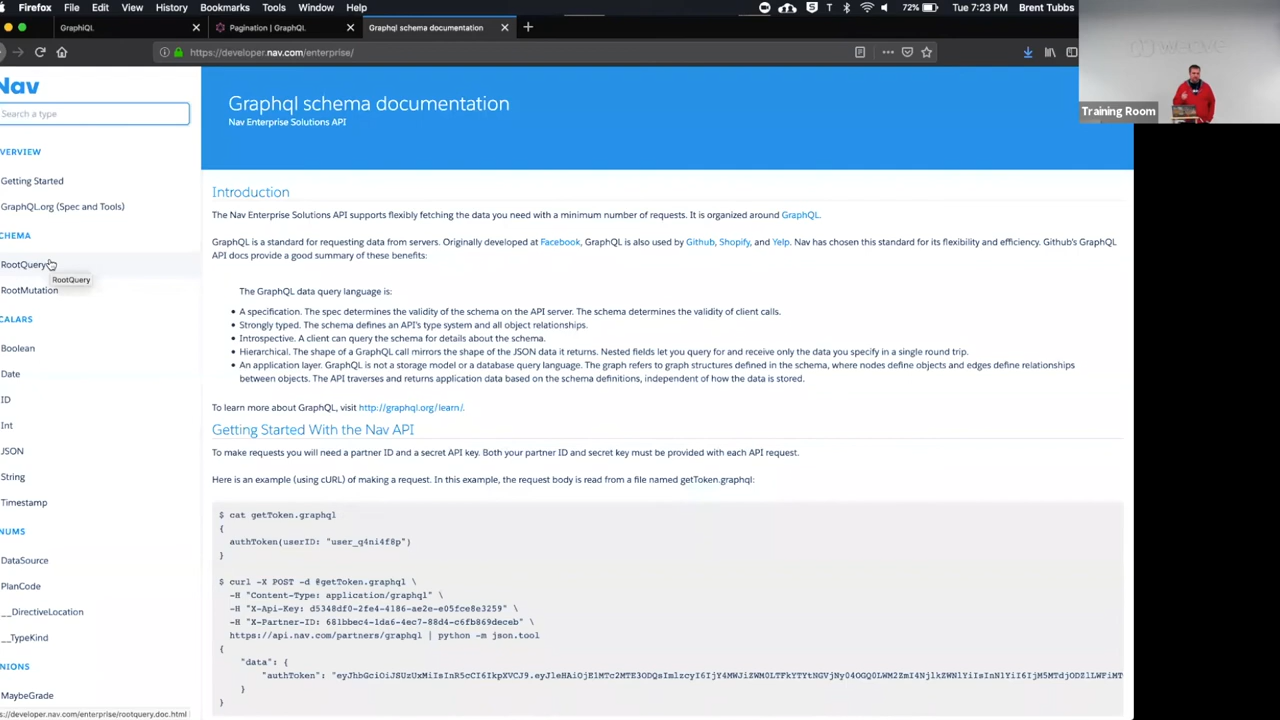 Firefox File Edit View History Bookmarks Tools Window Help 72% Tue 7:23 PM Brent Tubbs
GraphiQL
Pagination | GraphQL
Graphql schema documentation
https://developer.nav.com/enterprise/
weave
Training Room
Nav
Search a type
VERVIEW
Getting Started
GraphQL.org (Spec and Tools)
CHEMA
RootQuery
RootQuery
RootMutation
CALARS
Boolean
Date
ID
Int
JSON
String
Timestamp
NUMS
DataSource
PlanCode
__DirectiveLocation
__TypeKind
NIONS
MaybeGrade
s://developer.nav.com/enterprise/rootquery.doc.html
Graphql schema documentation
Nav Enterprise Solutions API
Introduction
The Nav Enterprise Solutions API supports flexibly fetching the data you need with a minimum number of requests. It is organized around GraphQL.
GraphQL is a standard for requesting data from servers. Originally developed at Facebook, GraphQL is also used by Github, Shopify, and Yelp. Nav has chosen this standard for its flexibility and efficiency. Github's GraphQL
API docs provide a good summary of these benefits:
The GraphQL data query language is:
• A specification. The spec determines the validity of the schema on the API server. The schema determines the validity of client calls.
• Strongly typed. The schema defines an API's type system and all object relationships.
• Introspective. A client can query the schema for details about the schema.
• Hierarchical. The shape of a GraphQL call mirrors the shape of the JSON data it returns. Nested fields let you query for and receive only the data you specify in a single round trip.
• An application layer. GraphQL is not a storage model or a database query language. The graph refers to graph structures defined in the schema, where nodes define objects and edges define relationships
between objects. The API traverses and returns application data based on the schema definitions, independent of how the data is stored.
To learn more about GraphQL, visit http://graphql.org/learn/.
Getting Started With the Nav API
To make requests you will need a partner ID and a secret API key. Both your partner ID and secret key must be provided with each API request.
Here is an example (using cURL) of making a request. In this example, the request body is read from a file named getToken.graphql:
$ cat getToken.graphql
{
authToken(userID: "user_q4ni4f8p")
}
$ curl -X POST -d @getToken.graphql \
-H "Content-Type: application/graphql" \
-H "X-Api-Key: d5348df0-2fe4-4186-ae2e-e05fce8e3259" \
-H "X-Partner-ID: 681bbec4-1da6-4ec7-88d4-c6fb869deceb" \
https://api.nav.com/partners/graphql | python -m json.tool
{
"data": {
"authToken":
}
}